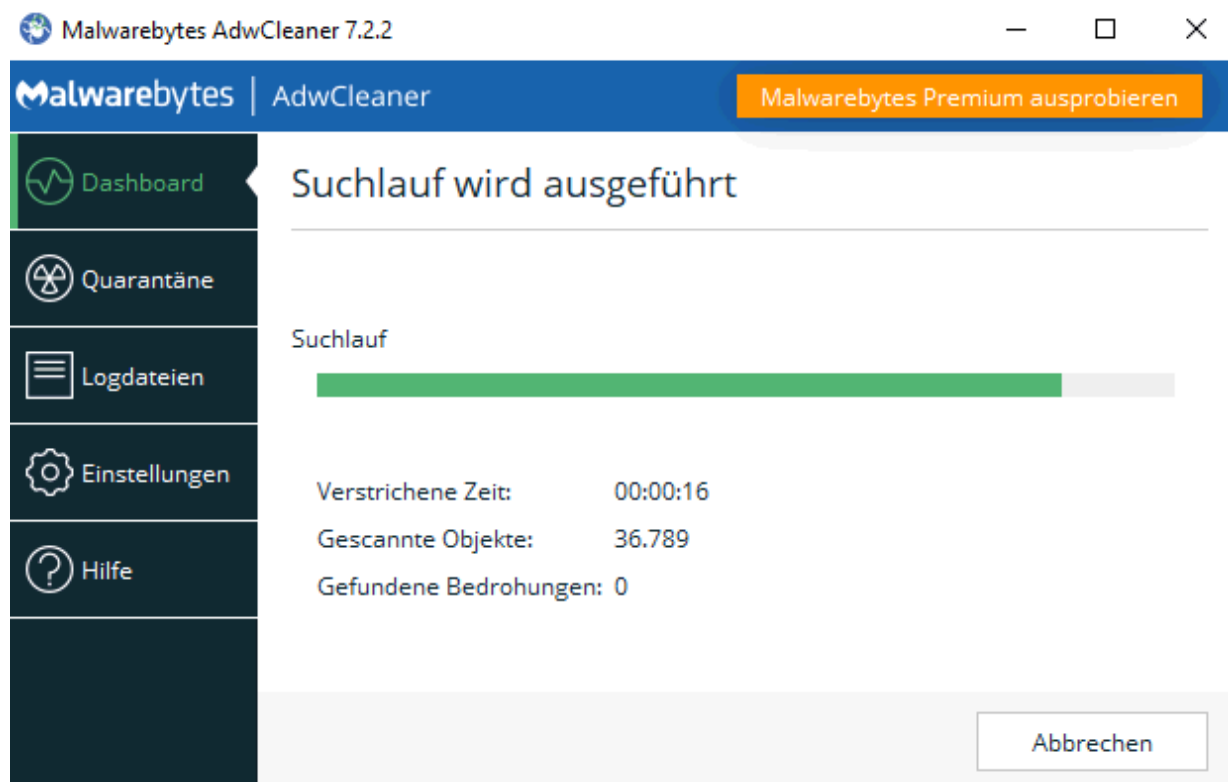 Malwarebytes AdwCleaner 7.2.2
Malwarebytes | AdwCleaner
Malwarebytes Premium ausprobieren
Dashboard
Quarantäne
Logdateien
Einstellungen
Hilfe
Suchlauf wird ausgeführt
Suchlauf
Verstrichene Zeit: 00:00:16
Gescannte Objekte: 36.789
Gefundene Bedrohungen: 0
Abbrechen